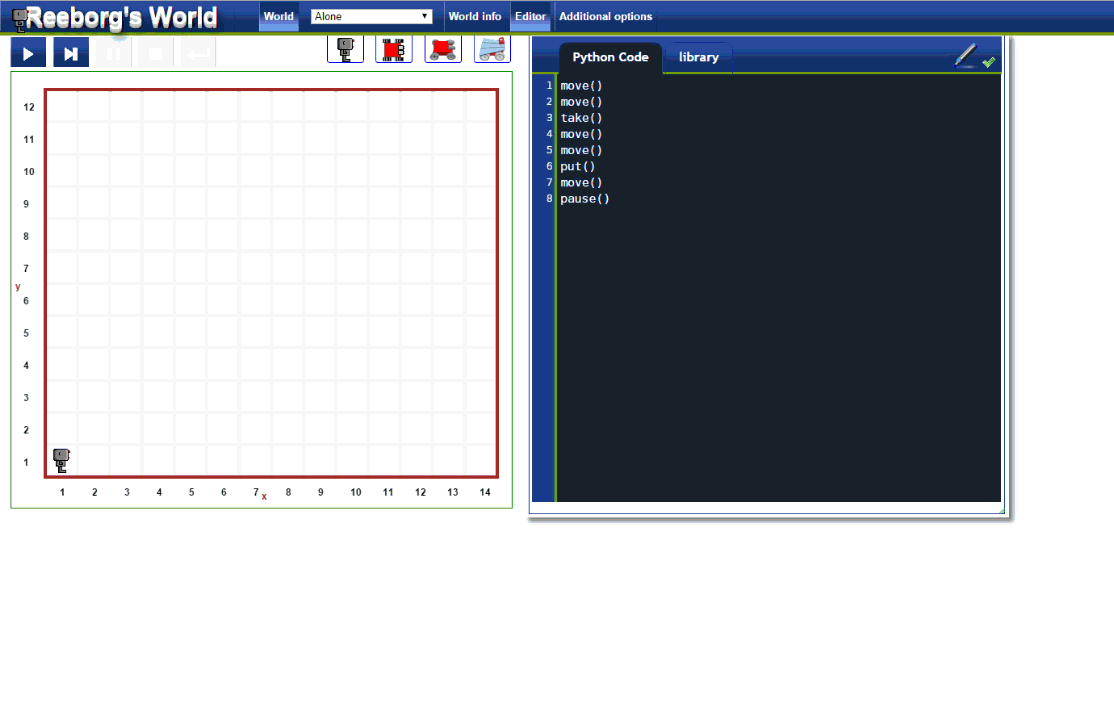 Reeborg's World World Alone World info Editor Additional options
Python Code library
1 move()
2 move()
3 take()
4 move()
5 move()
6 put()
7 move()
8 pause()
12
11
10
9
8
7
y
6
5
4
3
2
1
1 2 3 4 5 6 7 x 8 9 10 11 12 13 14